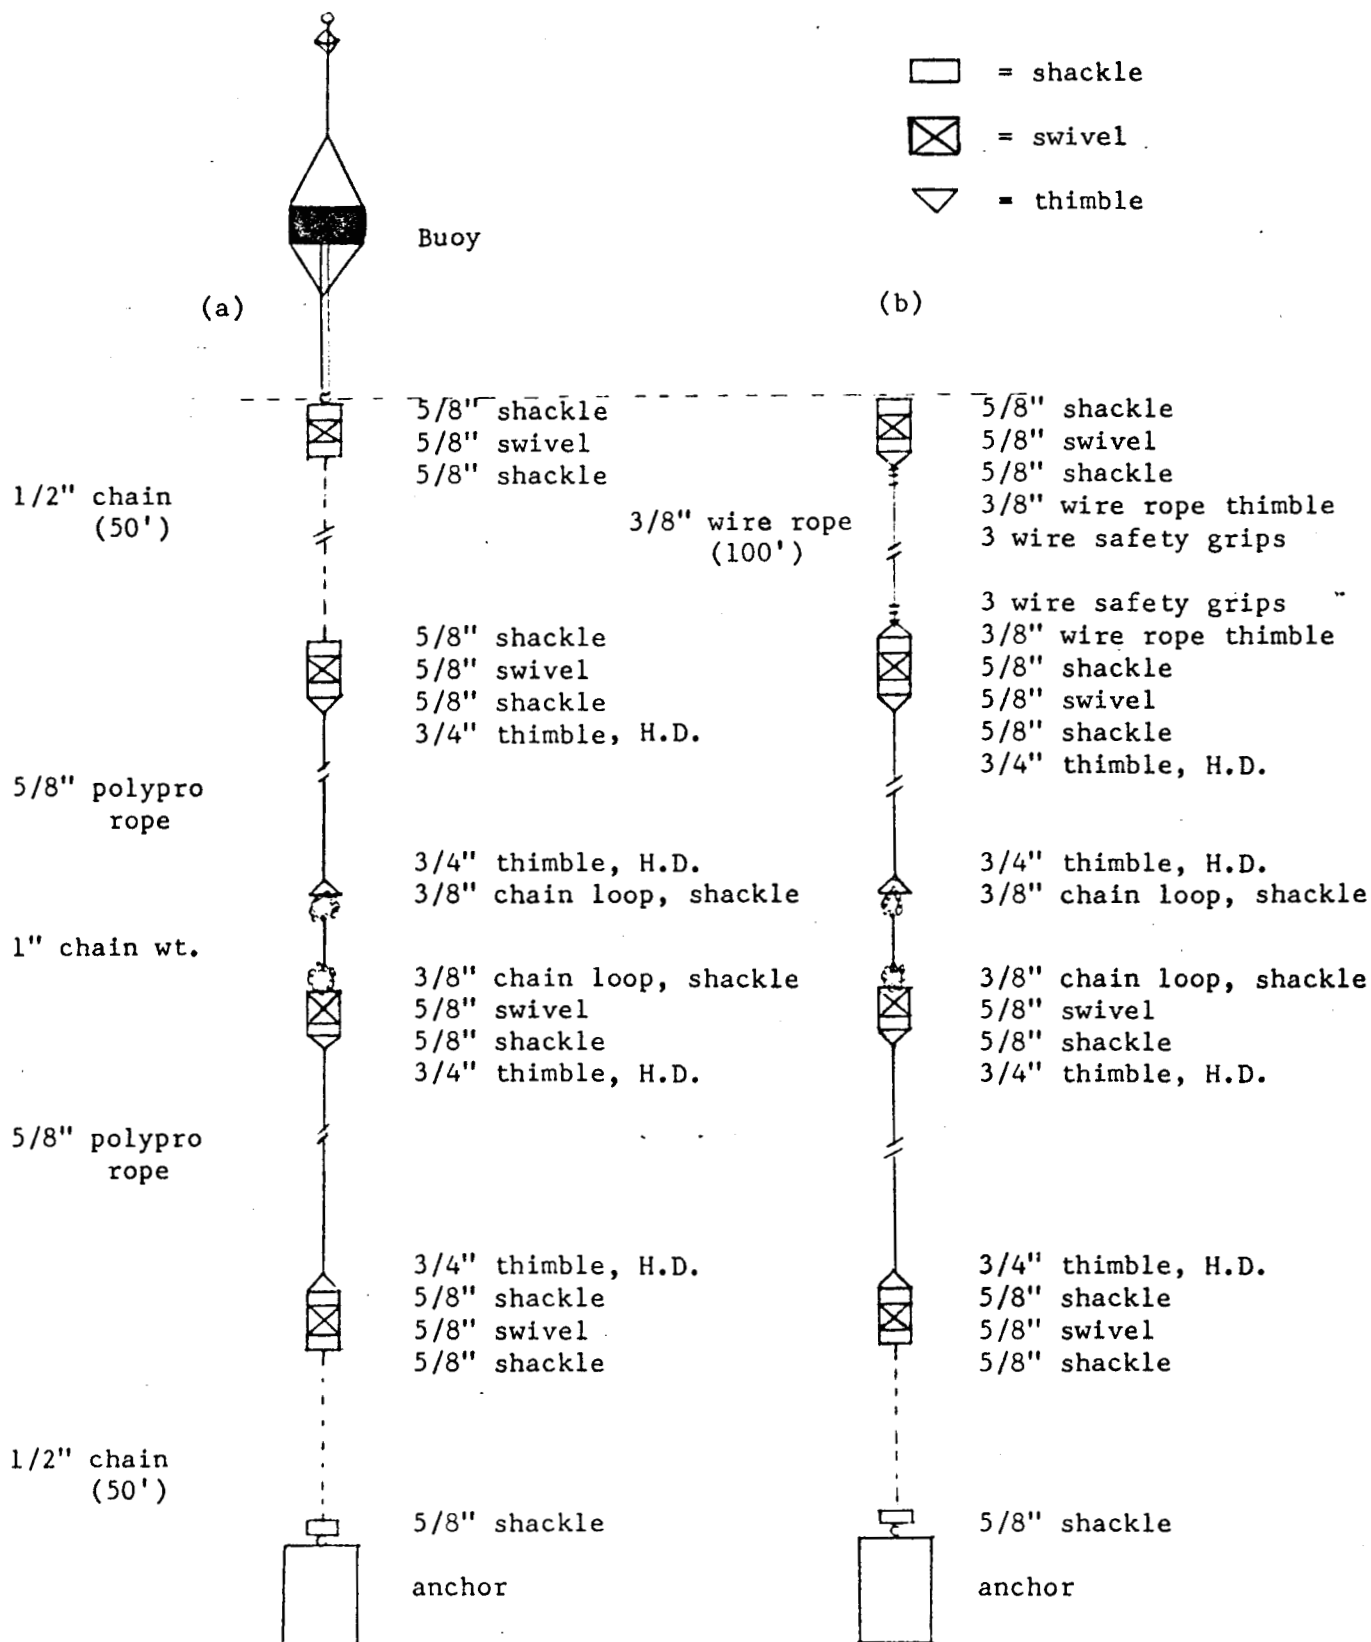 = shackle
= swivel
= thimble
Buoy
(a)
(b)
5/8" shackle
5/8" swivel
5/8" shackle
1/2" chain
(50')
5/8" shackle
5/8" swivel
5/8" shackle
3/4" thimble, H.D.
5/8" polypro
rope
3/4" thimble, H.D.
3/8" chain loop, shackle
1" chain wt.
3/8" chain loop, shackle
5/8" swivel
5/8" shackle
3/4" thimble, H.D.
5/8" polypro
rope
3/4" thimble, H.D.
5/8" shackle
5/8" swivel
5/8" shackle
1/2" chain
(50')
5/8" shackle
anchor
5/8" shackle
5/8" swivel
5/8" shackle
3/8" wire rope thimble
3 wire safety grips
3/8" wire rope
(100')
3 wire safety grips
3/8" wire rope thimble
5/8" shackle
5/8" swivel
5/8" shackle
3/4" thimble, H.D.
3/4" thimble, H.D.
3/8" chain loop, shackle
3/8" chain loop, shackle
5/8" swivel
5/8" shackle
3/4" thimble, H.D.
3/4" thimble, H.D.
5/8" shackle
5/8" swivel
5/8" shackle
5/8" shackle
anchor